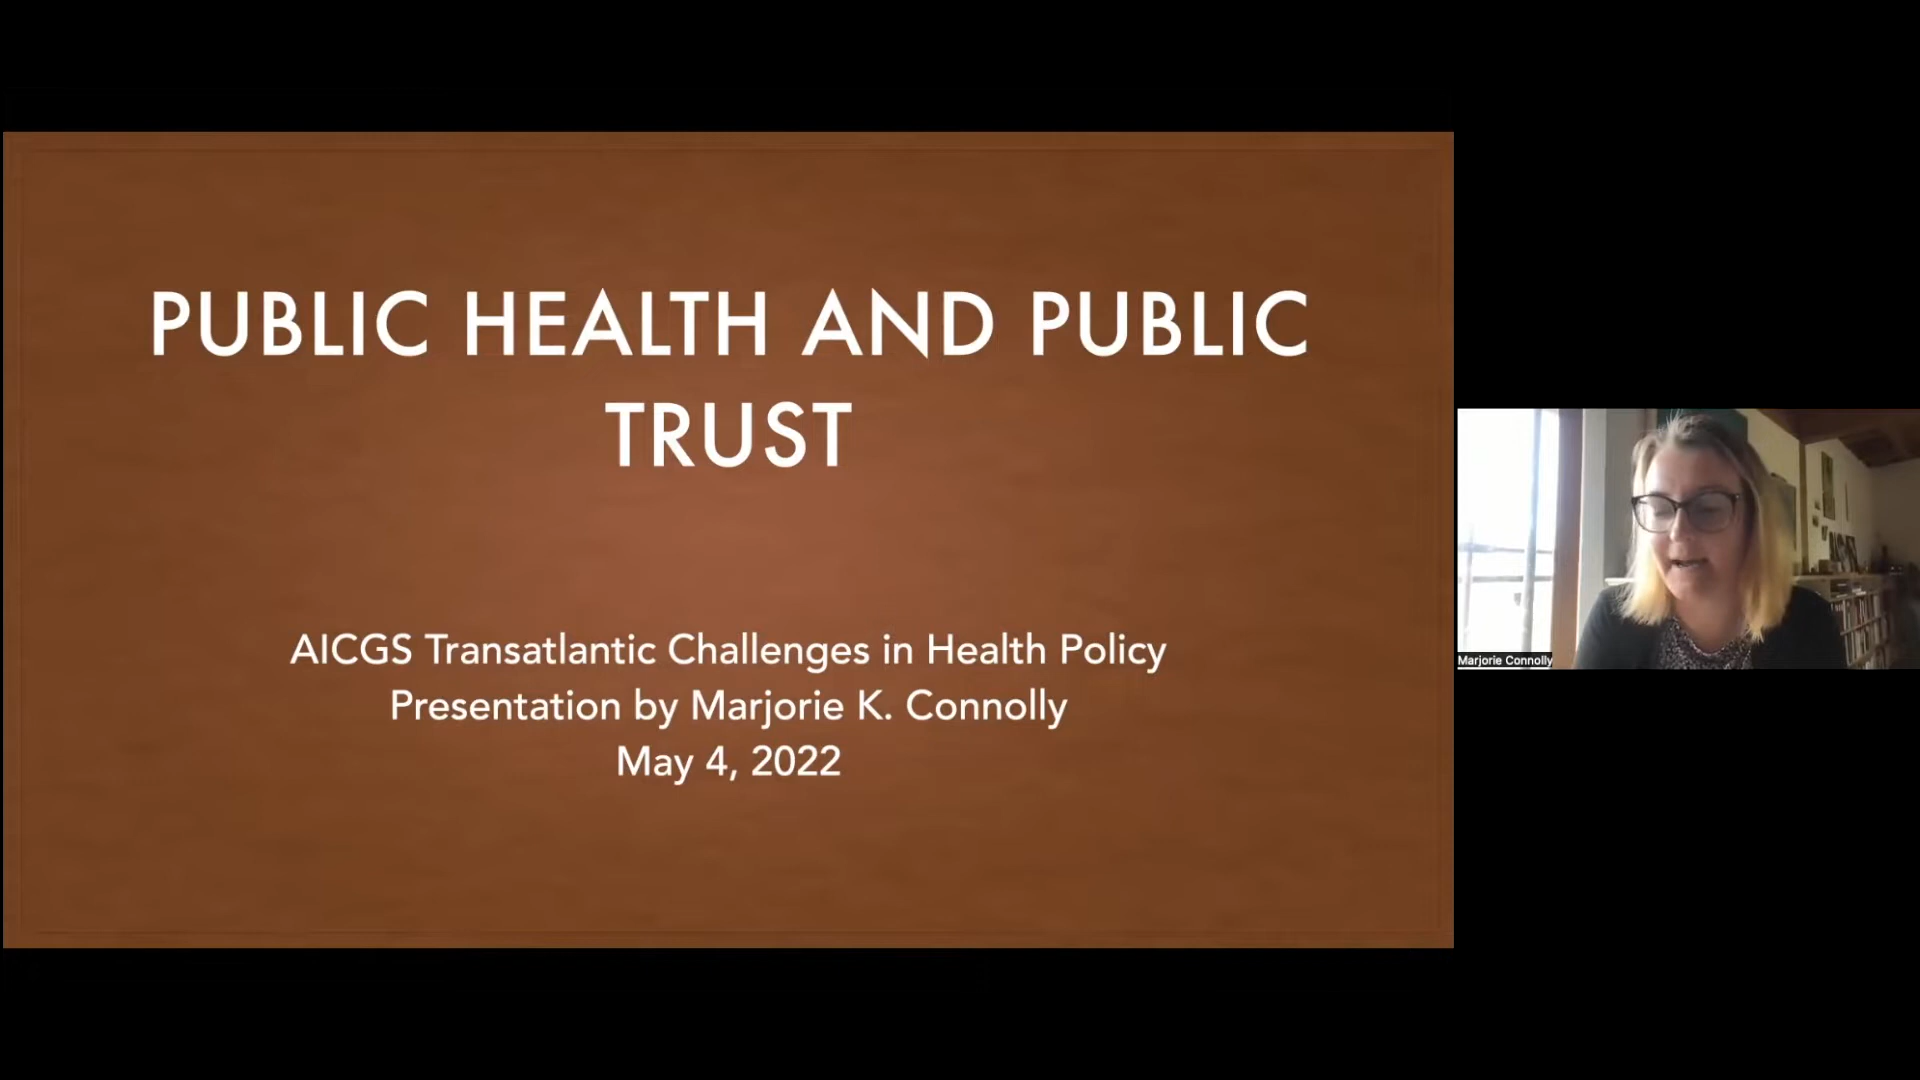 PUBLIC HEALTH AND PUBLIC
TRUST
AICGS Transatlantic Challenges in Health Policy
Presentation by Marjorie K. Connolly
May 4, 2022
Marjorie Connolly